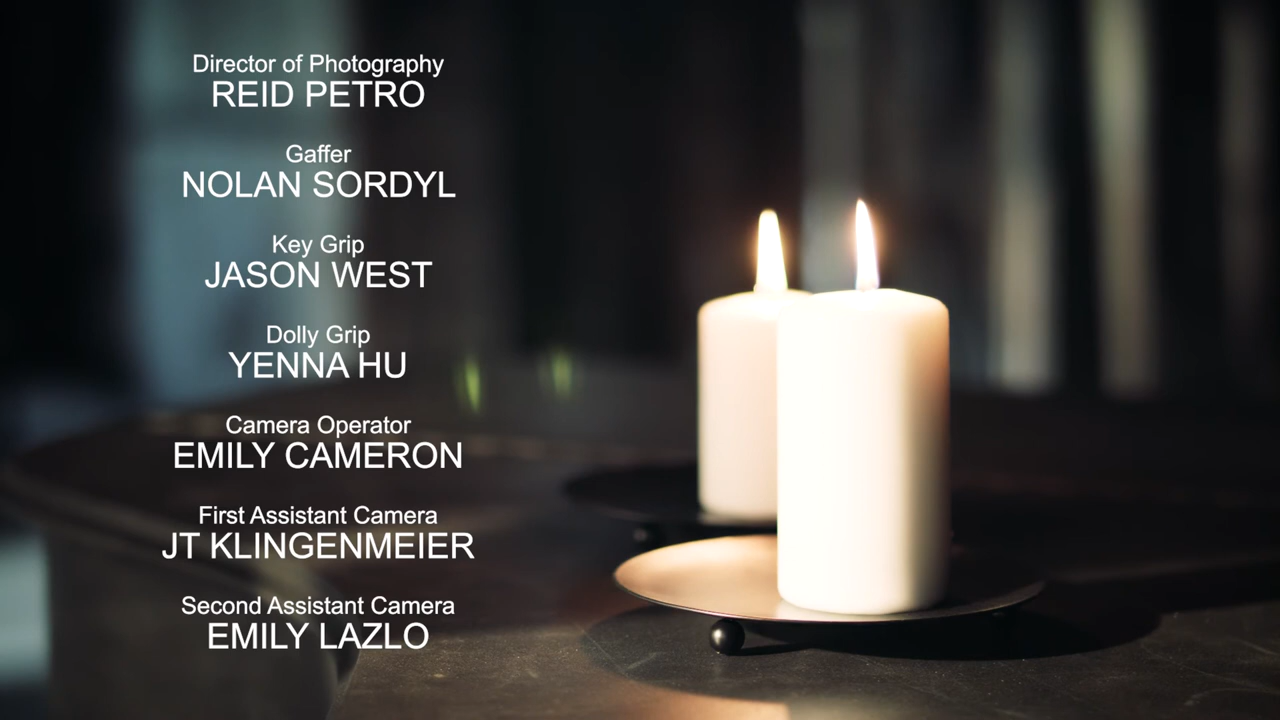 Director of Photography
REID PETRO
Gaffer
NOLAN SORDYL
Key Grip
JASON WEST
Dolly Grip
YENNA HU
Camera Operator
EMILY CAMERON
First Assistant Camera
JT KLINGENMEIER
Second Assistant Camera
EMILY LAZLO